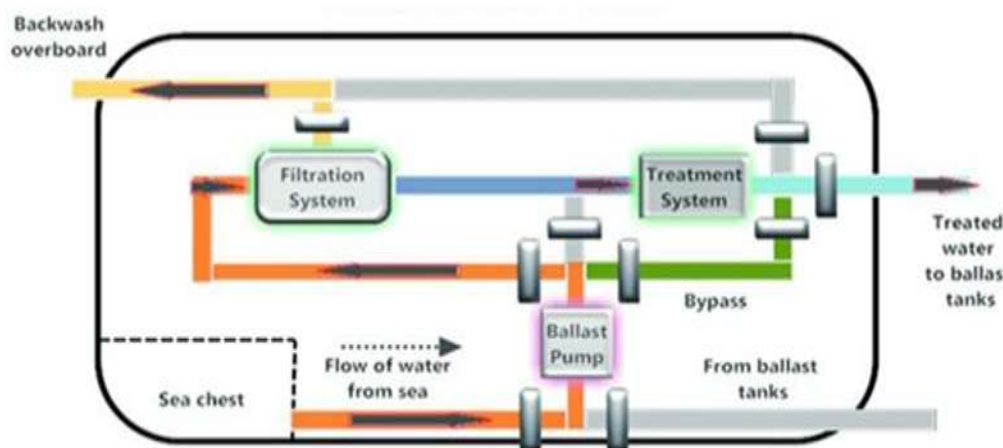 Backwash
overboard
Filtration
System
Treatment
System
Treated
water
to ballas
tanks
Bypass
Ballast
Pump
Flow of water
from sea
From ballast
tanks
Sea chest